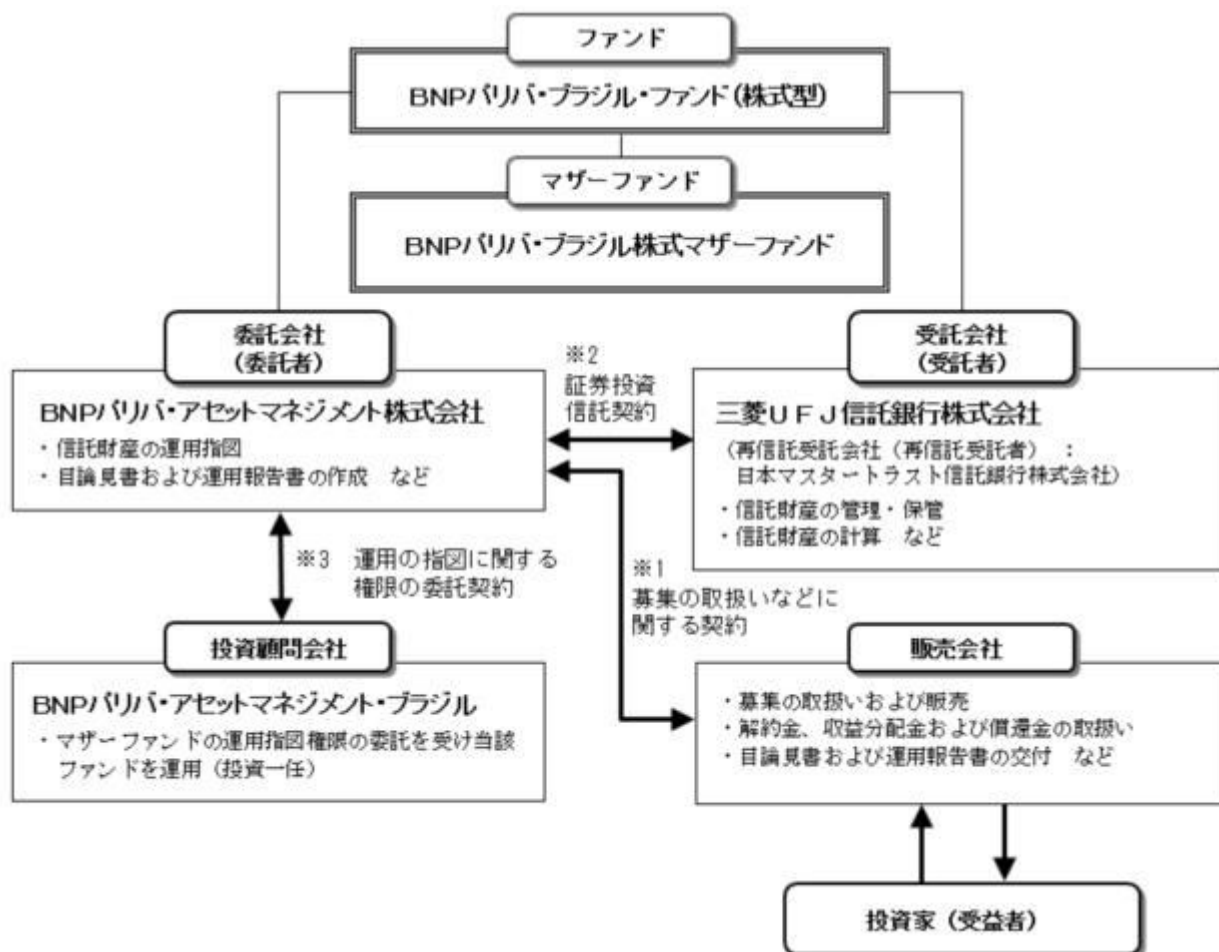 ファンド
BNPパリバ・ブラジル・ファンド(株式型)
マザーファンド
BNPパリバ・ブラジル株式マザーファンド
委託会社
(委託者)
BNPパリバ・アセットマネジメント株式会社
・信託財産の運用指図
・目論見書および運用報告書の作成 など
※2
証券投資
信託契約
受託会社
(受託者)
三菱UFJ信託銀行株式会社
(再信託受託会社(再信託受託者) :
日本マスタートラスト信託銀行株式会社)
・信託財産の管理・保管
・信託財産の計算 など
※3 運用の指図に関する
権限の委託契約
※1
募集の取扱いなどに
関する契約
投資顧問会社
BNPパリバ・アセットマネジメント・ブラジル
・マザーファンドの運用指図権限の委託を受け当該
ファンドを運用(投資一任)
販売会社
・募集の取扱いおよび販売
・解約金、収益分配金および償還金の取扱い
・目論見書および運用報告書の交付 など
投資家(受益者)